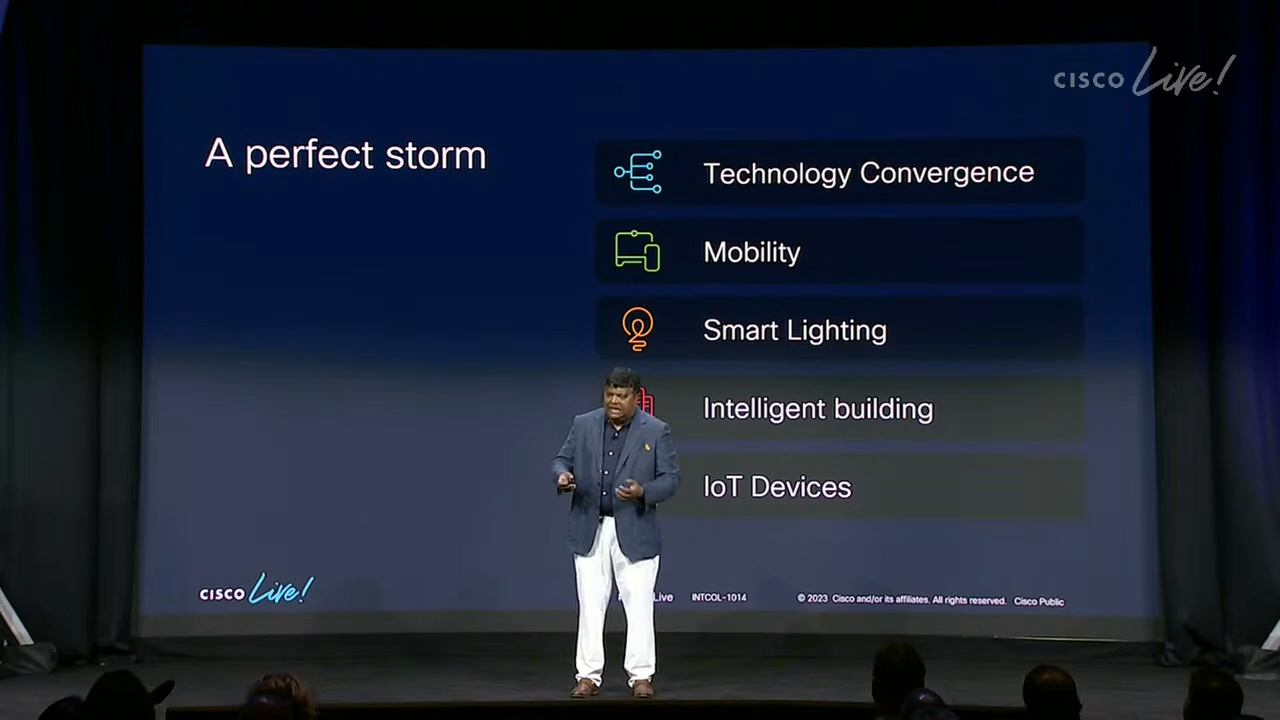 CISCO Live!
A perfect storm
Technology Convergence
Mobility
Smart Lighting
Intelligent building
IoT Devices
CISCO Live!
Live INTCOL-1014 © 2023 Cisco and/or its affiliates. All rights reserved. Cisco Public